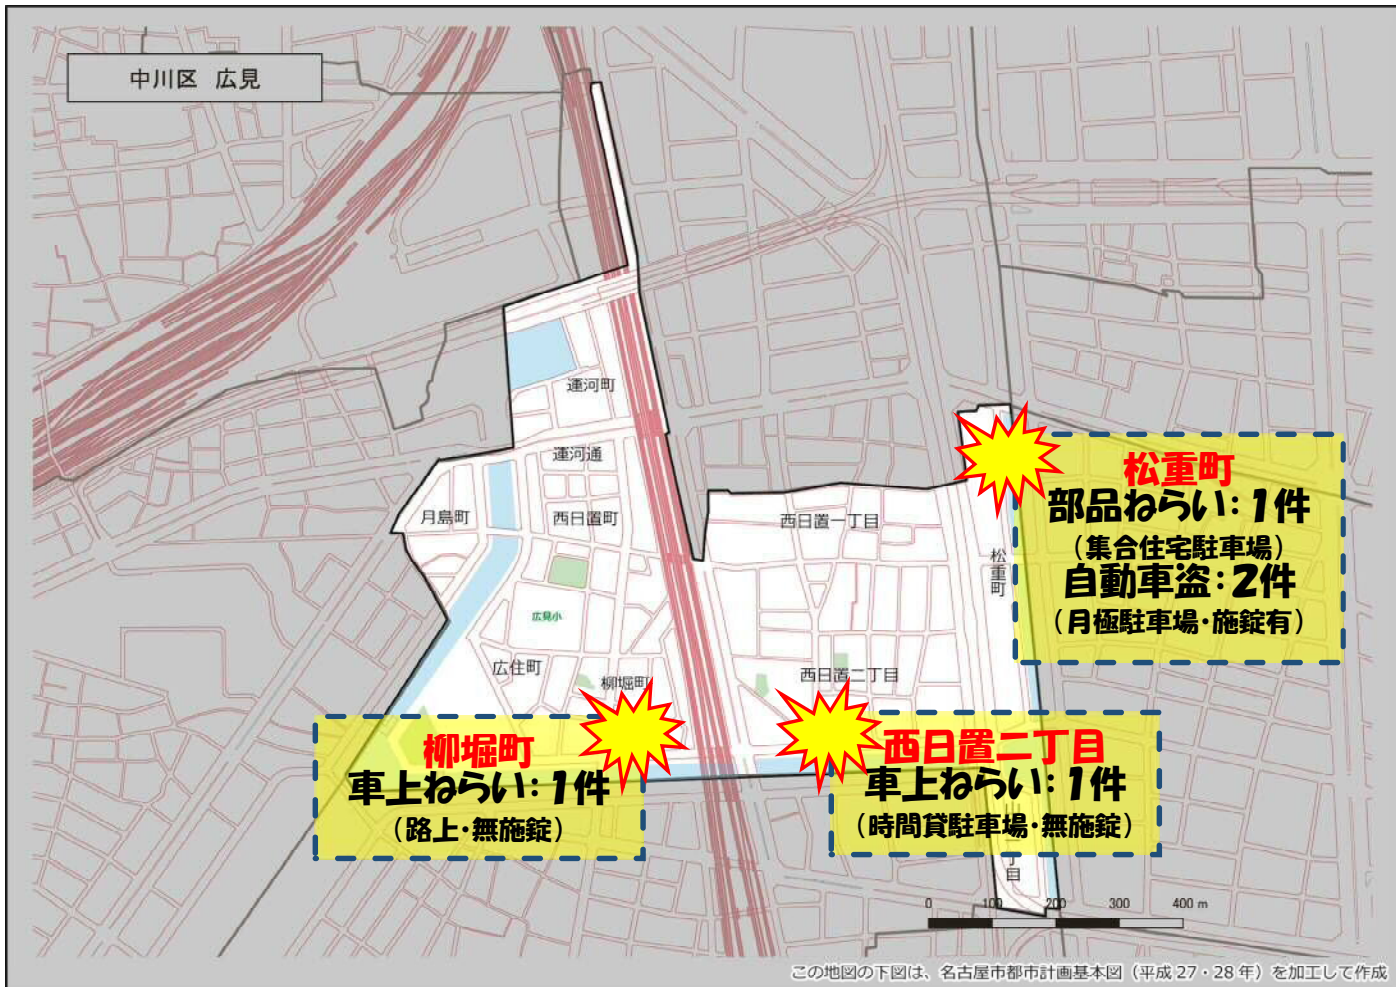 中川区 広見
運河町
運河通
月島町
西日置町
西日置一丁目
松重町
広見小
広住町
柳堀町
西日置二丁目
松重町
部品ねらい：1件
（集合住宅駐車場）
自動車盗：2件
（月極駐車場・施錠有）
柳堀町
車上ねらい：1件
（路上・無施錠）
西日置二丁目
車上ねらい：1件
（時間貸駐車場・無施錠）
丁目
0 100 200 300 400 m
この地図の下図は、名古屋市都市計画基本図（平成 27・28 年）を加工して作成